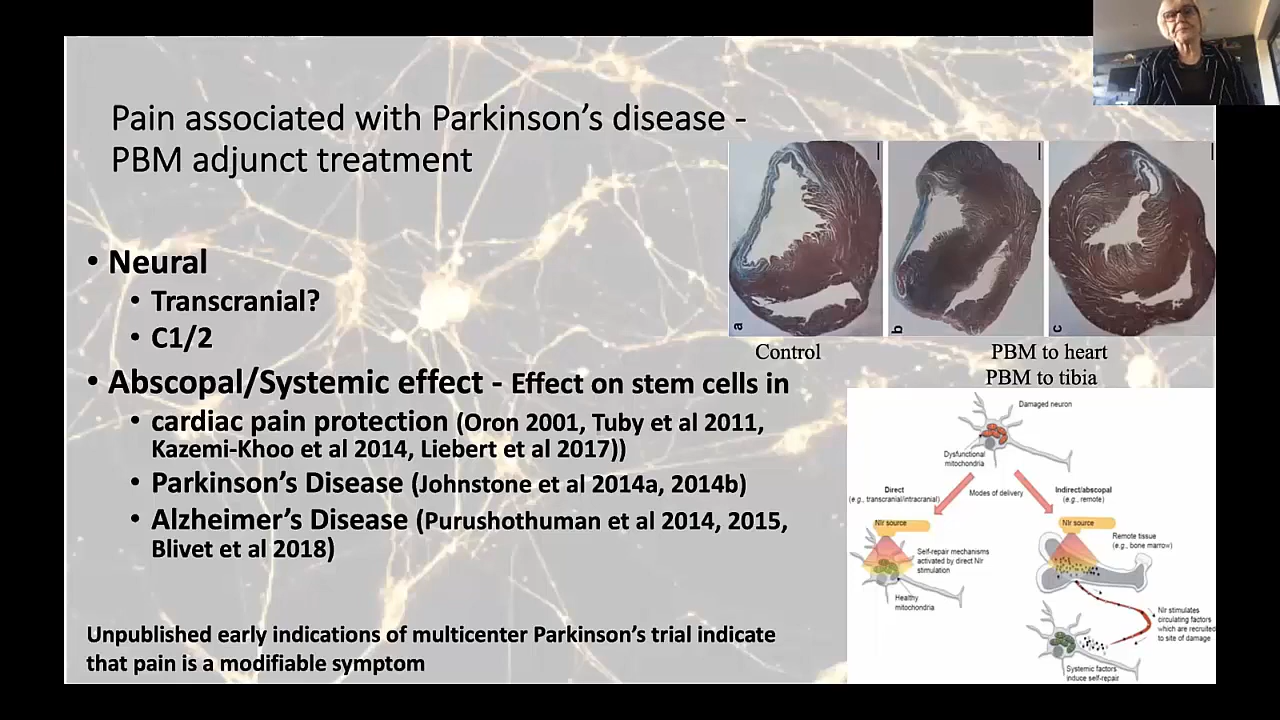 Pain associated with Parkinson's disease -
PBM adjunct treatment
• Neural
• Transcranial?
• C1/2
• Abscopal/Systemic effect - Effect on stem cells in
• cardiac pain protection (Oron 2001, Tuby et al 2011,
Kazemi-Khoo et al 2014, Liebert et al 2017))
• Parkinson's Disease (Johnstone et al 2014a, 2014b)
• Alzheimer's Disease (Purushothuman et al 2014, 2015,
Blivet et al 2018)
Unpublished early indications of multicenter Parkinson's trial indicate
that pain is a modifiable symptom
a
b
c
Control
PBM to heart
PBM to tibia
Damaged neuron
Dysfunctional
mitochondria
Direct
(e.g., transcranial/intracranial)
Modes of delivery
Indirect/abscopal
(e.g., remote)
NIr source
Self-repair mechanisms
activated by direct NIr
stimulation
Healthy
mitochondria
NIr source
Remote tissue
(e.g., bone marrow)
NIr stimulates
circulating factors
which are recruited
to site of damage
Systemic factors
induce self-repair